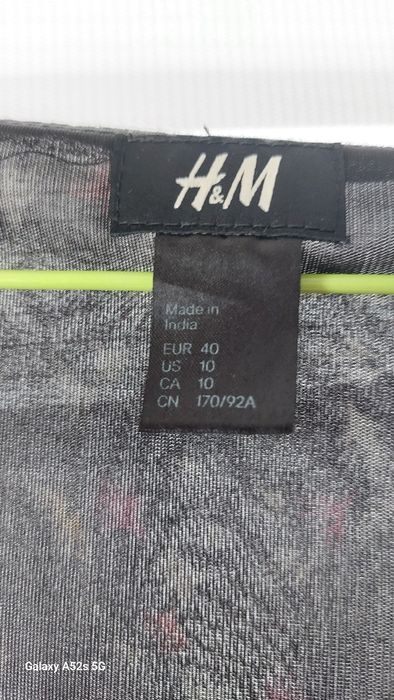 H&M
Made in
India
EUR 40
US 10
CA 10
CN 170/92A
Galaxy A52s 5G